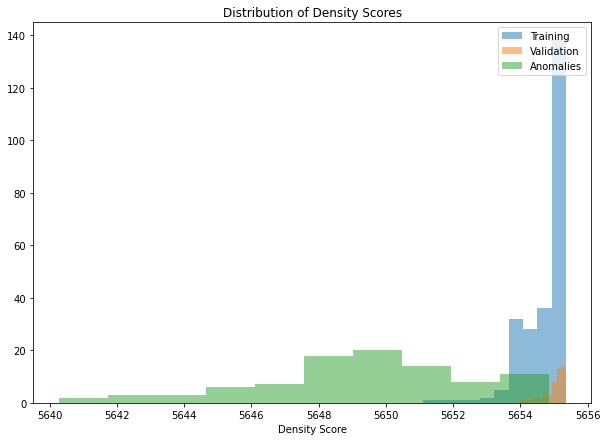 Distribution of Density Scores
Training
Validation
Anomalies
140
120
100
80
60
40
20
0
5640 5642 5644 5646 5648 5650 5652 5654 5656
Density Score